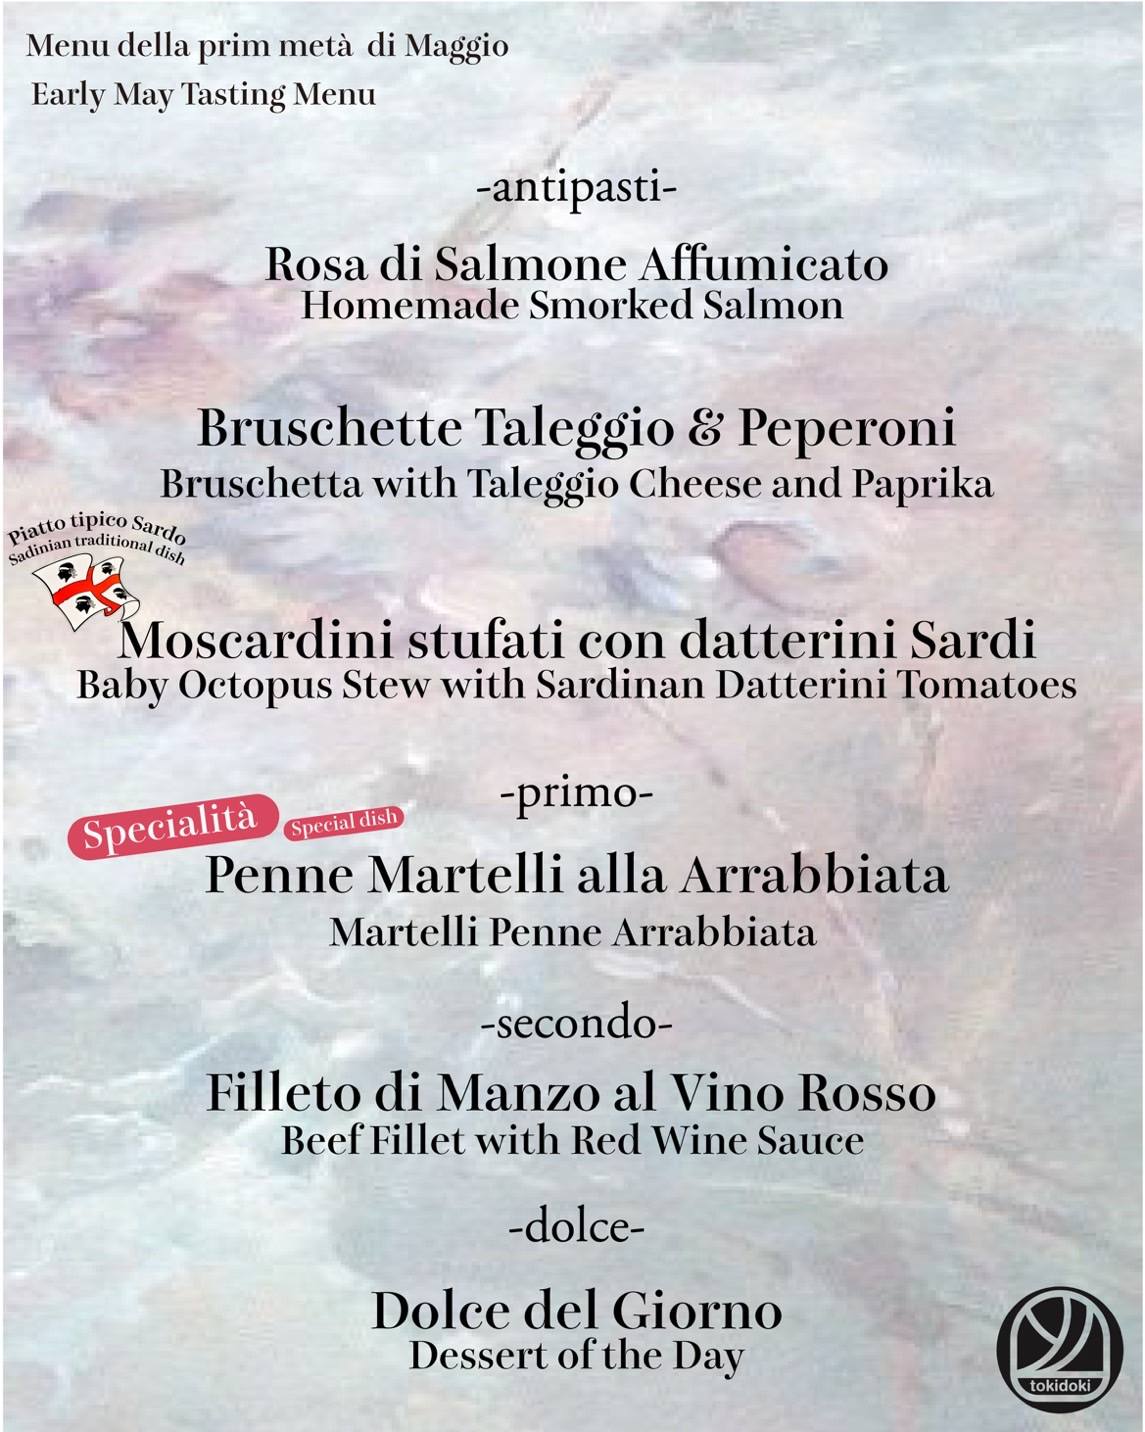 Menu della prim metà di Maggio
Early May Tasting Menu
-antipasti-
Rosa di Salmone Affumicato
Homemade Smorked Salmon
Bruschette Taleggio & Peperoni
Bruschetta with Taleggio Cheese and Paprika
Piatto tipico Sardo
Sadinian traditional dish
Moscardini stufati con datterini Sardi
Baby Octopus Stew with Sardinan Datterini Tomatoes
-primo-
Specialità
Special dish
Penne Martelli alla Arrabbiata
Martelli Penne Arrabbiata
-secondo-
Filleto di Manzo al Vino Rosso
Beef Fillet with Red Wine Sauce
-dolce-
Dolce del Giorno
Dessert of the Day
tokidoki